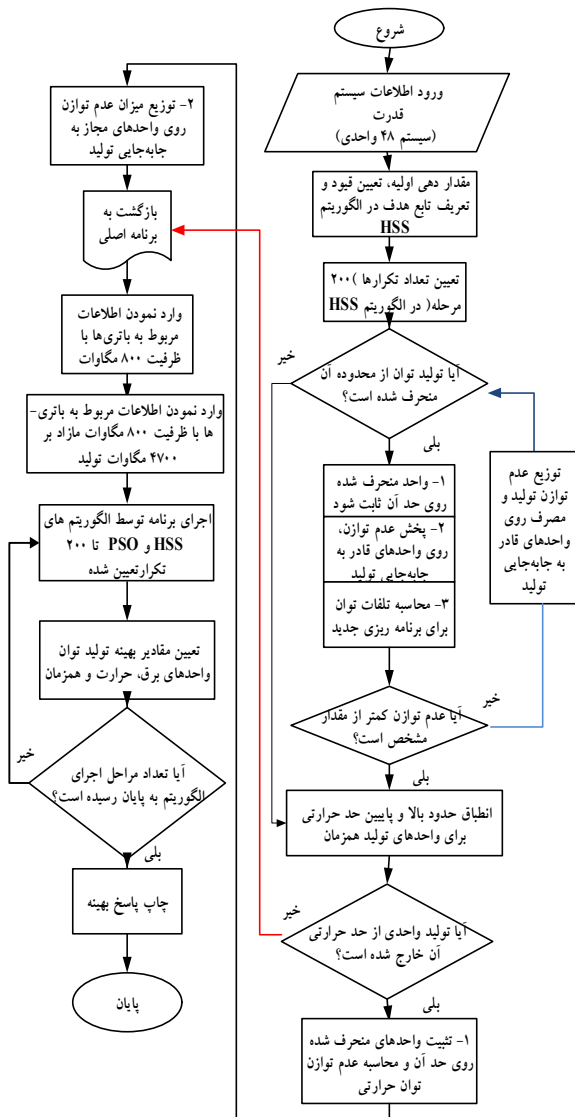 شروع
ورود اطلاعات سیستم
قدرت
(سیستم ۴۸ واحدی)
مقدار دهی اولیه، تعیین قیود و
تعریف تابع هدف در الگوریتم
HSS
تعیین تعداد تکرارها )۲۰۰
مرحله( در الگوریتم HSS
آیا تولید توان از محدوده آن
منحرف شده است؟
خیر
بلی
۱- واحد منحرف شده
روی حد آن ثابت شود
۲- پخش عدم توازن،
روی واحدهای قادر به
جابه‌جایی تولید
۳- محاسبه تلفات توان
برای برنامه ریزی جدید
توزیع عدم
توازن تولید و
مصرف روی
واحدهای قادر
به جابه‌جایی
تولید
آیا عدم توازن کمتر از مقدار
مشخص است؟
خیر
بلی
انطباق حدود بالا و پایین حد حرارتی
برای واحدهای تولید همزمان
آیا تولید واحدی از حد حرارتی
آن خارج شده است؟
خیر
بلی
۱- تثبیت واحدهای منحرف شده
روی حد آن و محاسبه عدم توازن
توان حرارتی
۲- توزیع میزان عدم توازن
روی واحدهای مجاز به
جابه‌جایی تولید
بازگشت به
برنامه اصلی
وارد نمودن اطلاعات
مربوط به باتری‌ها با
ظرفیت ۸۰۰ مگاوات
وارد نمودن اطلاعات مربوط به باتری-
ها با ظرفیت ۸۰۰ مگاوات مازاد بر
۴۷۰۰ مگاوات تولید
اجرای برنامه توسط الگوریتم های
HSS و PSO تا ۲۰۰
تکرارتعیین شده
تعیین مقادیر بهینه تولید توان
واحدهای برق، حرارت و همزمان
آیا تعداد مراحل اجرای
الگوریتم به پایان رسیده است؟
خیر
بلی
چاپ پاسخ بهینه
پایان